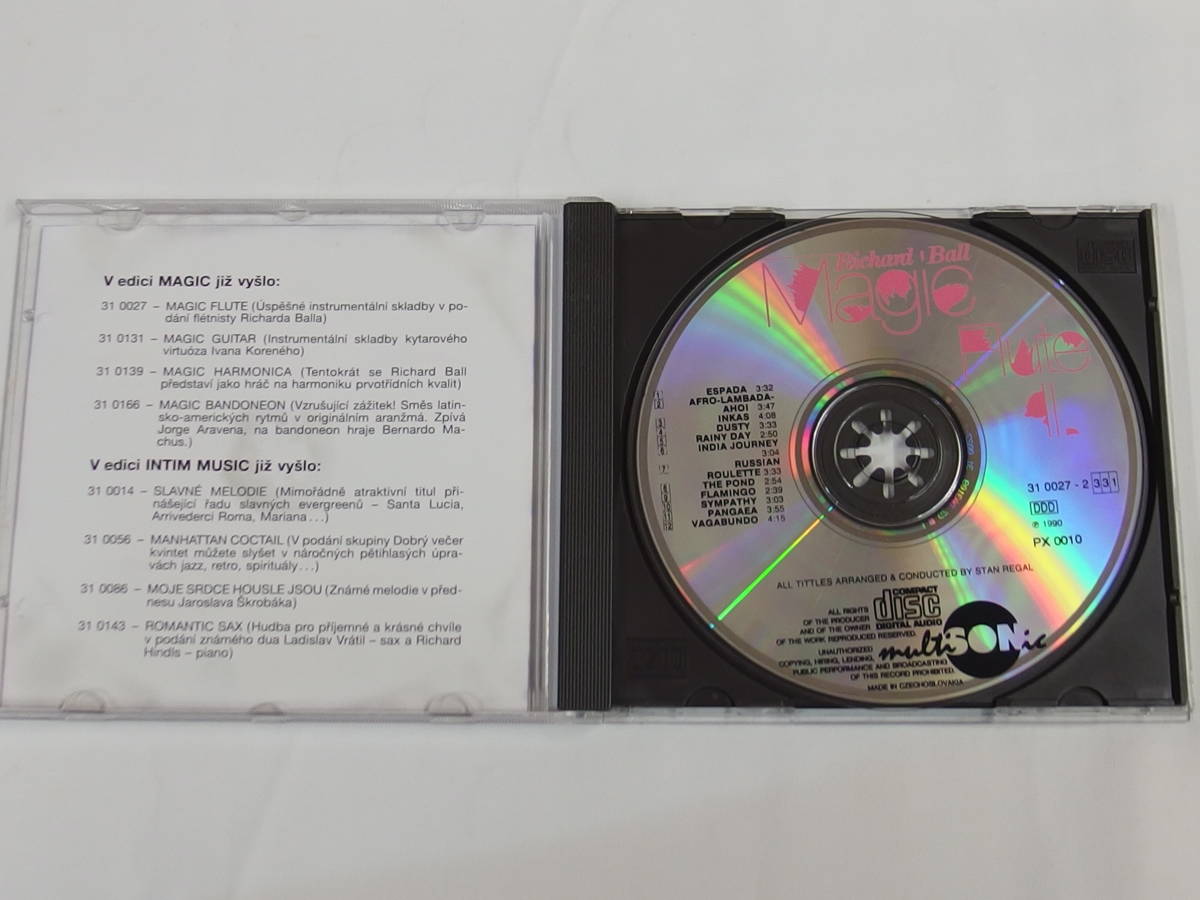 V edici MAGIC již vyšlo:
31 0027 – MAGIC FLUTE (Úspěšné instrumentální skladby v po-
dání flétnisty Richarda Balla)
31 0131 – MAGIC GUITAR (Instrumentální skladby kytarového
virtuóza Ivana Koreného)
31 0139 – MAGIC HARMONICA (Tentokrát se Richard Ball
představí jako hráč na harmoniku prvotřídních kvalit)
31 0166 – MAGIC BANDONEON (Vzrušující zážitek! Směs latin-
sko-amerických rytmů v originálním aranžmá. Zpívá
Jorge Aravena, na bandoneon hraje Bernardo Ma-
chus.)
V edici INTIM MUSIC již vyšlo:
31 0014 – SLAVNÉ MELODIE (Mimořádně atraktivní titul při-
nášející řadu slavných evergreenů – Santa Lucia,
Arrivederci Roma, Mariana...)
31 0056 – MANHATTAN COCTAIL (V podání skupiny Dobrý večer
kvintet můžete slyšet v náročných pětihlasých úpra-
vách jazz, retro, spirituály...)
31 0086 – MOJE SRDCE HOUSLE JSOU (Známé melodie v před-
nesu Jaroslava Škrobáka)
31 0143 – ROMANTIC SAX (Hudba pro příjemné a krásné chvíle
v podání známého dua Ladislav Vrátil – sax a Richard
Hindls – piano)
Richard Ball
Magic
Flute
1 ESPADA 3:32
2 AFRO-LAMBADA-
AHOI 3:47
3 INKAS 4:08
4 DUSTY 3:33
5 RAINY DAY 2:50
6 INDIA JOURNEY
3:04
7 RUSSIAN
ROULETTE 3:33
8 THE POND 2:54
9 FLAMINGO 2:39
10 SYMPATHY 3:03
11 PANGAEA 3:55
12 VAGABUNDO 4:15
31 0027-2 331
DDD
℗ 1990
PX 0010
ALL TITTLES ARRANGED & CONDUCTED BY STAN REGAL
COMPACT
disc
DIGITAL AUDIO
ALL RIGHTS
OF THE PRODUCER
AND OF THE OWNER
OF THE WORK REPRODUCED RESERVED.
multiSONic
UNAUTHORIZED
COPYING, HIRING, LENDING,
PUBLIC PERFORMANCE AND BROADCASTING
OF THIS RECORD PROHIBITED.
MADE IN CZECHOSLOVAKIA